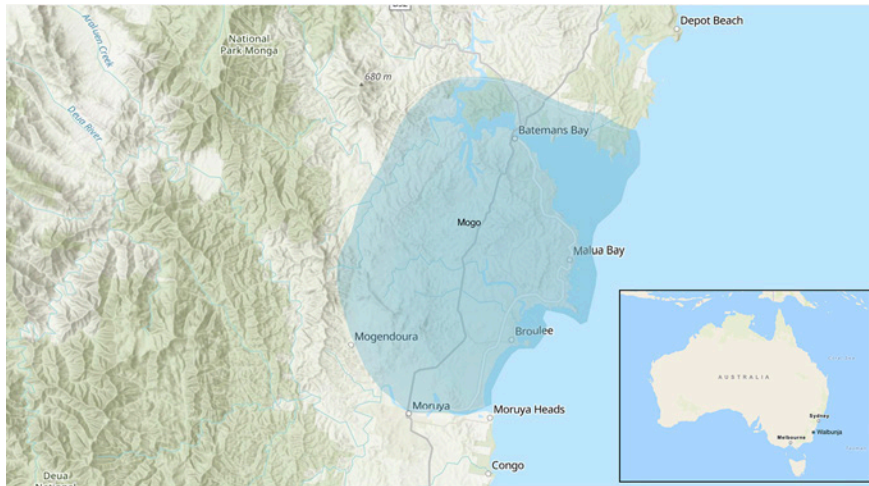 Depot Beach
Araluen Creek
National
Park Monga
680 m
Deua River
Batemans Bay
Mogo
Malua Bay
Mogendoura
Broulee
Moruya
Moruya Heads
Congo
Deua
National
AUSTRALIA
Sydney
Melbourne
Walbunja